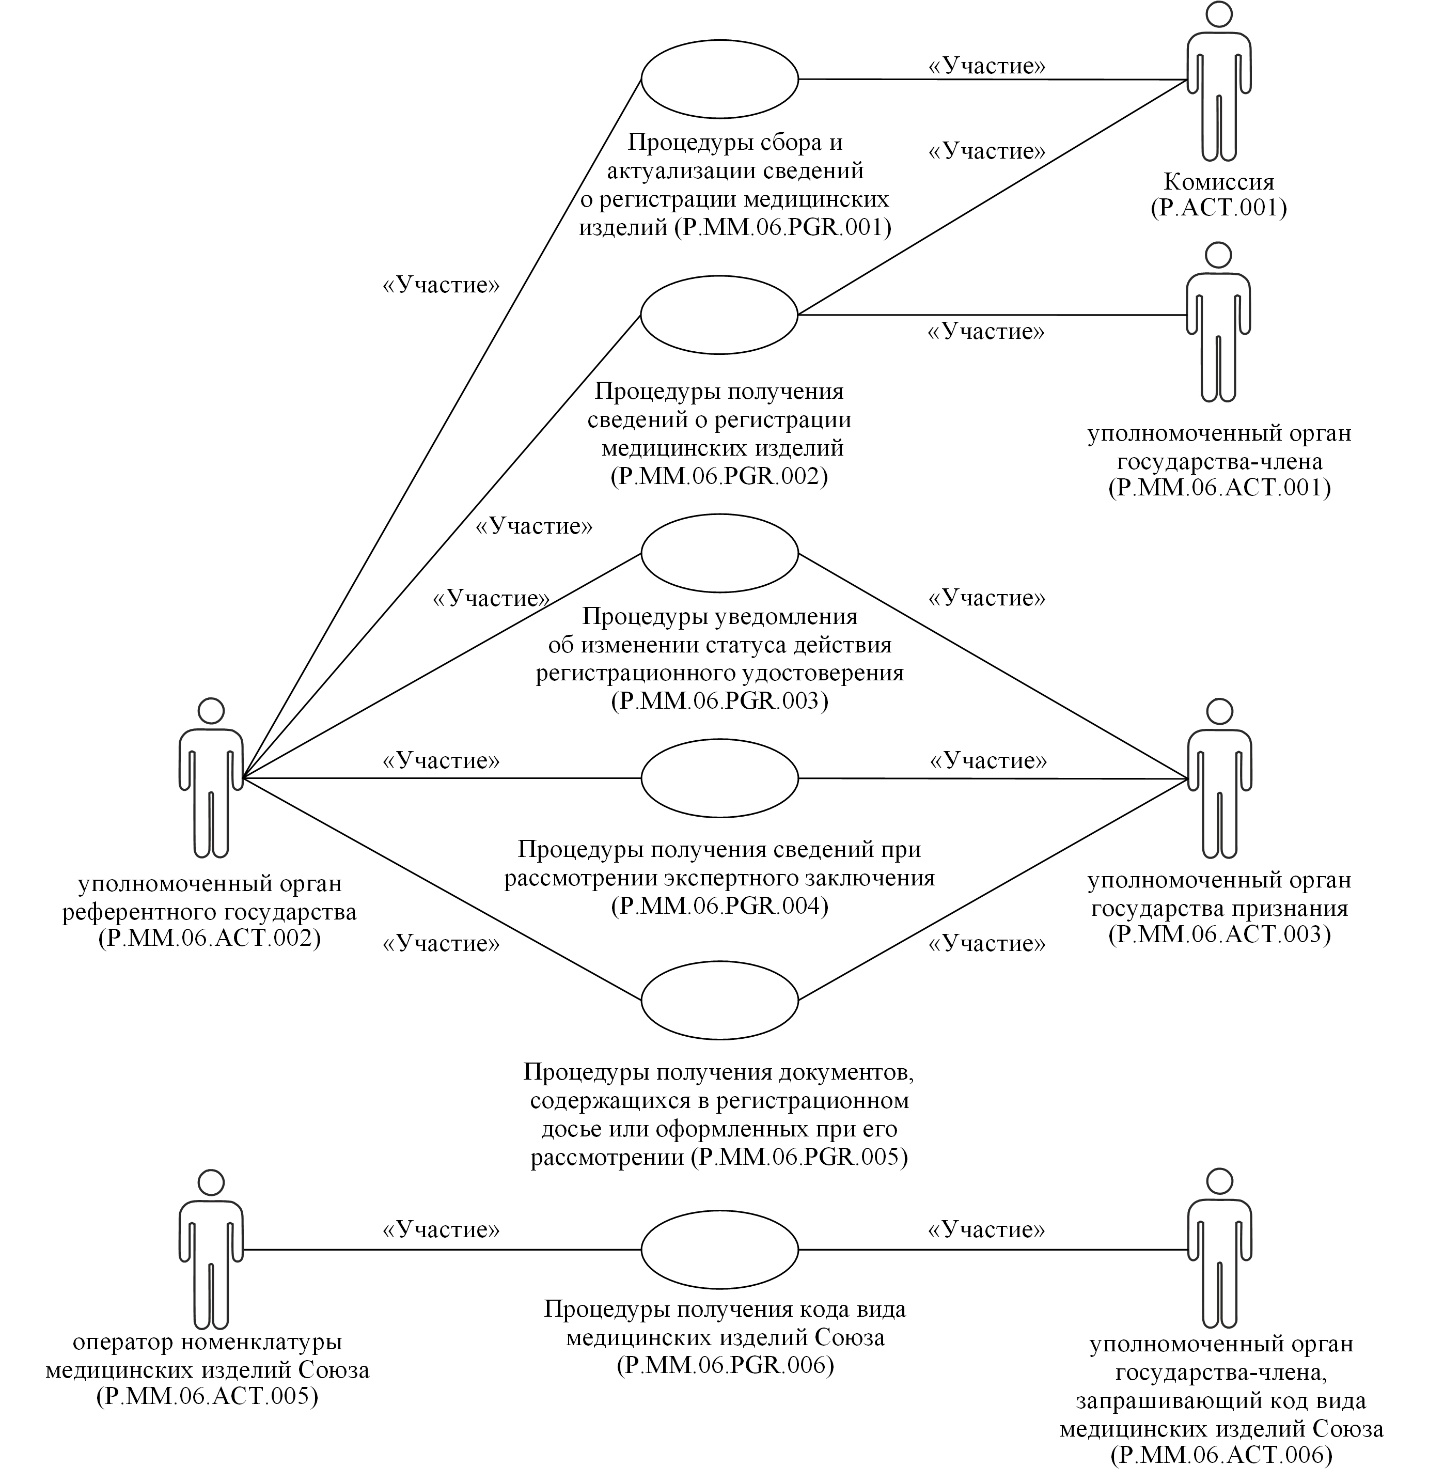 «Участие»
Процедуры сбора и
актуализации сведений
о регистрации медицинских
изделий (P.MM.06.PGR.001)
«Участие»
Комиссия
(P.ACT.001)
«Участие»
«Участие»
Процедуры получения
сведений о регистрации
медицинских изделий
(P.MM.06.PGR.002)
уполномоченный орган
государства-члена
(P.MM.06.ACT.001)
«Участие»
«Участие»
«Участие»
Процедуры уведомления
об изменении статуса действия
регистрационного удостоверения
(P.MM.06.PGR.003)
«Участие»
«Участие»
Процедуры получения сведений при
рассмотрении экспертного заключения
(P.MM.06.PGR.004)
уполномоченный орган
референтного государства
(P.MM.06.ACT.002)
уполномоченный орган
государства признания
(P.MM.06.ACT.003)
«Участие»
«Участие»
Процедуры получения документов,
содержащихся в регистрационном
досье или оформленных при его
рассмотрении (P.MM.06.PGR.005)
«Участие»
«Участие»
Процедуры получения кода вида
медицинских изделий Союза
(P.MM.06.PGR.006)
оператор номенклатуры
медицинских изделий Союза
(P.MM.06.ACT.005)
уполномоченный орган
государства-члена,
запрашивающий код вида
медицинских изделий Союза
(P.MM.06.ACT.006)